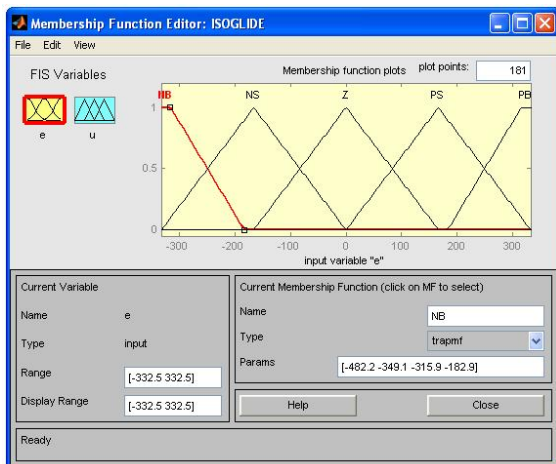 Membership Function Editor: ISOGLIDE
File Edit View
FIS Variables
Membership function plots plot points: 181
e u
NB NS Z PS PB
1
0.5
0
-300 -200 -100 0 100 200 300
input variable "e"
Current Variable
Name e
Type input
Range [-332.5 332.5]
Display Range [-332.5 332.5]
Current Membership Function (click on MF to select)
Name NB
Type trapmf
Params [-482.2 -349.1 -315.9 -182.9]
Help Close
Ready